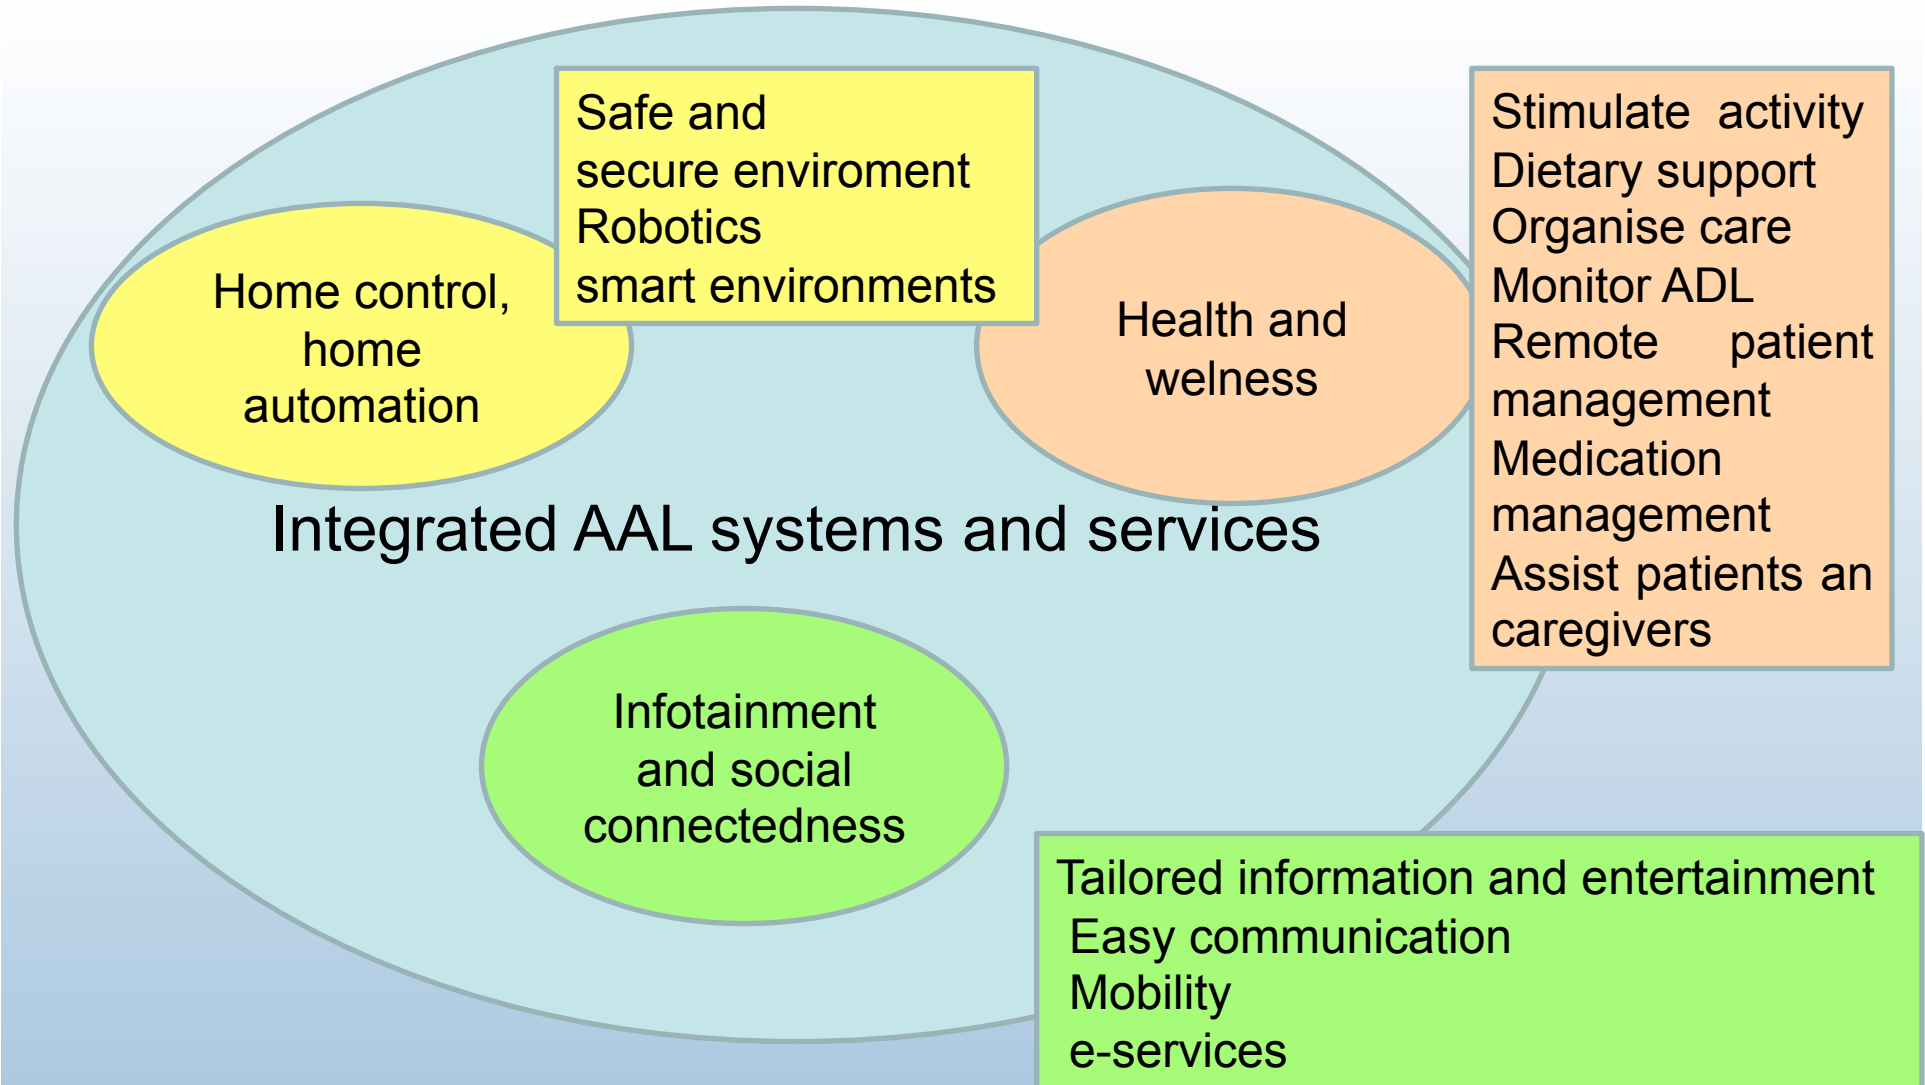 Safe and
secure enviroment
Robotics
smart environments
Home control,
home
automation
Health and
welness
Stimulate activity
Dietary support
Organise care
Monitor ADL
Remote patient
management
Medication
management
Assist patients an
caregivers
Integrated AAL systems and services
Infotainment
and social
connectedness
Tailored information and entertainment
Easy communication
Mobility
e-services